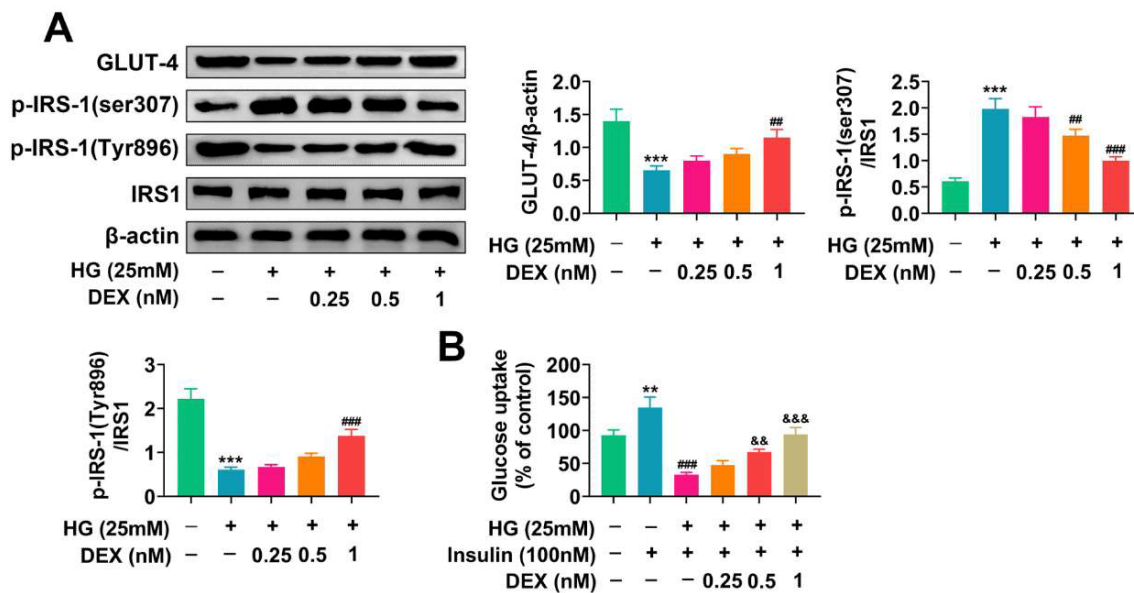 A
GLUT-4
p-IRS-1(ser307)
p-IRS-1(Tyr896)
IRS1
β-actin
HG (25mM) – + + + +
DEX (nM) – – 0.25 0.5 1
GLUT-4/β-actin
2.0
1.5
1.0
0.5
0.0
***
##
HG (25mM) – + + + +
DEX (nM) – – 0.25 0.5 1
p-IRS-1(ser307)
/IRS1
2.5
2.0
1.5
1.0
0.5
0.0
***
##
###
HG (25mM) – + + + +
DEX (nM) – – 0.25 0.5 1
p-IRS-1(Tyr896)
/IRS1
3
2
1
0
***
###
HG (25mM) – + + + +
DEX (nM) – – 0.25 0.5 1
B
Glucose uptake
(% of control)
200
150
100
50
0
**
###
&&
&&&
HG (25mM) – – + + + +
Insulin (100nM) – + + + + +
DEX (nM) – – – 0.25 0.5 1